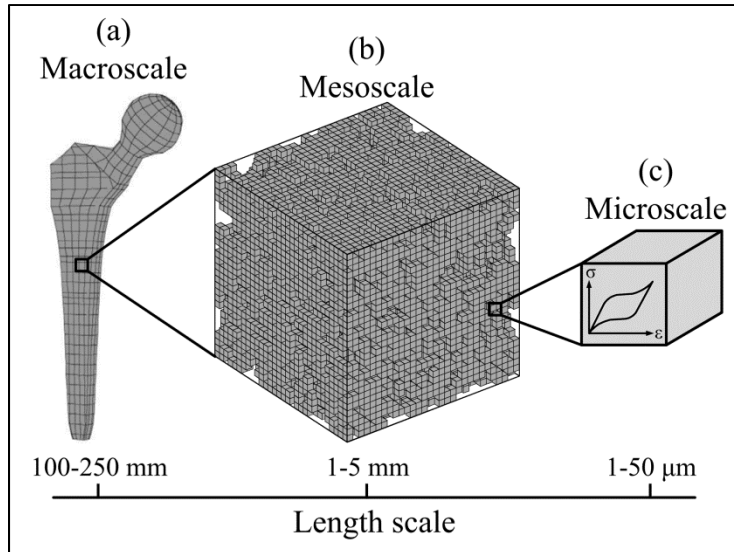 (a)
Macroscale
(b)
Mesoscale
(c)
Microscale
σ
ε
100-250 mm
1-5 mm
1-50 μm
Length scale